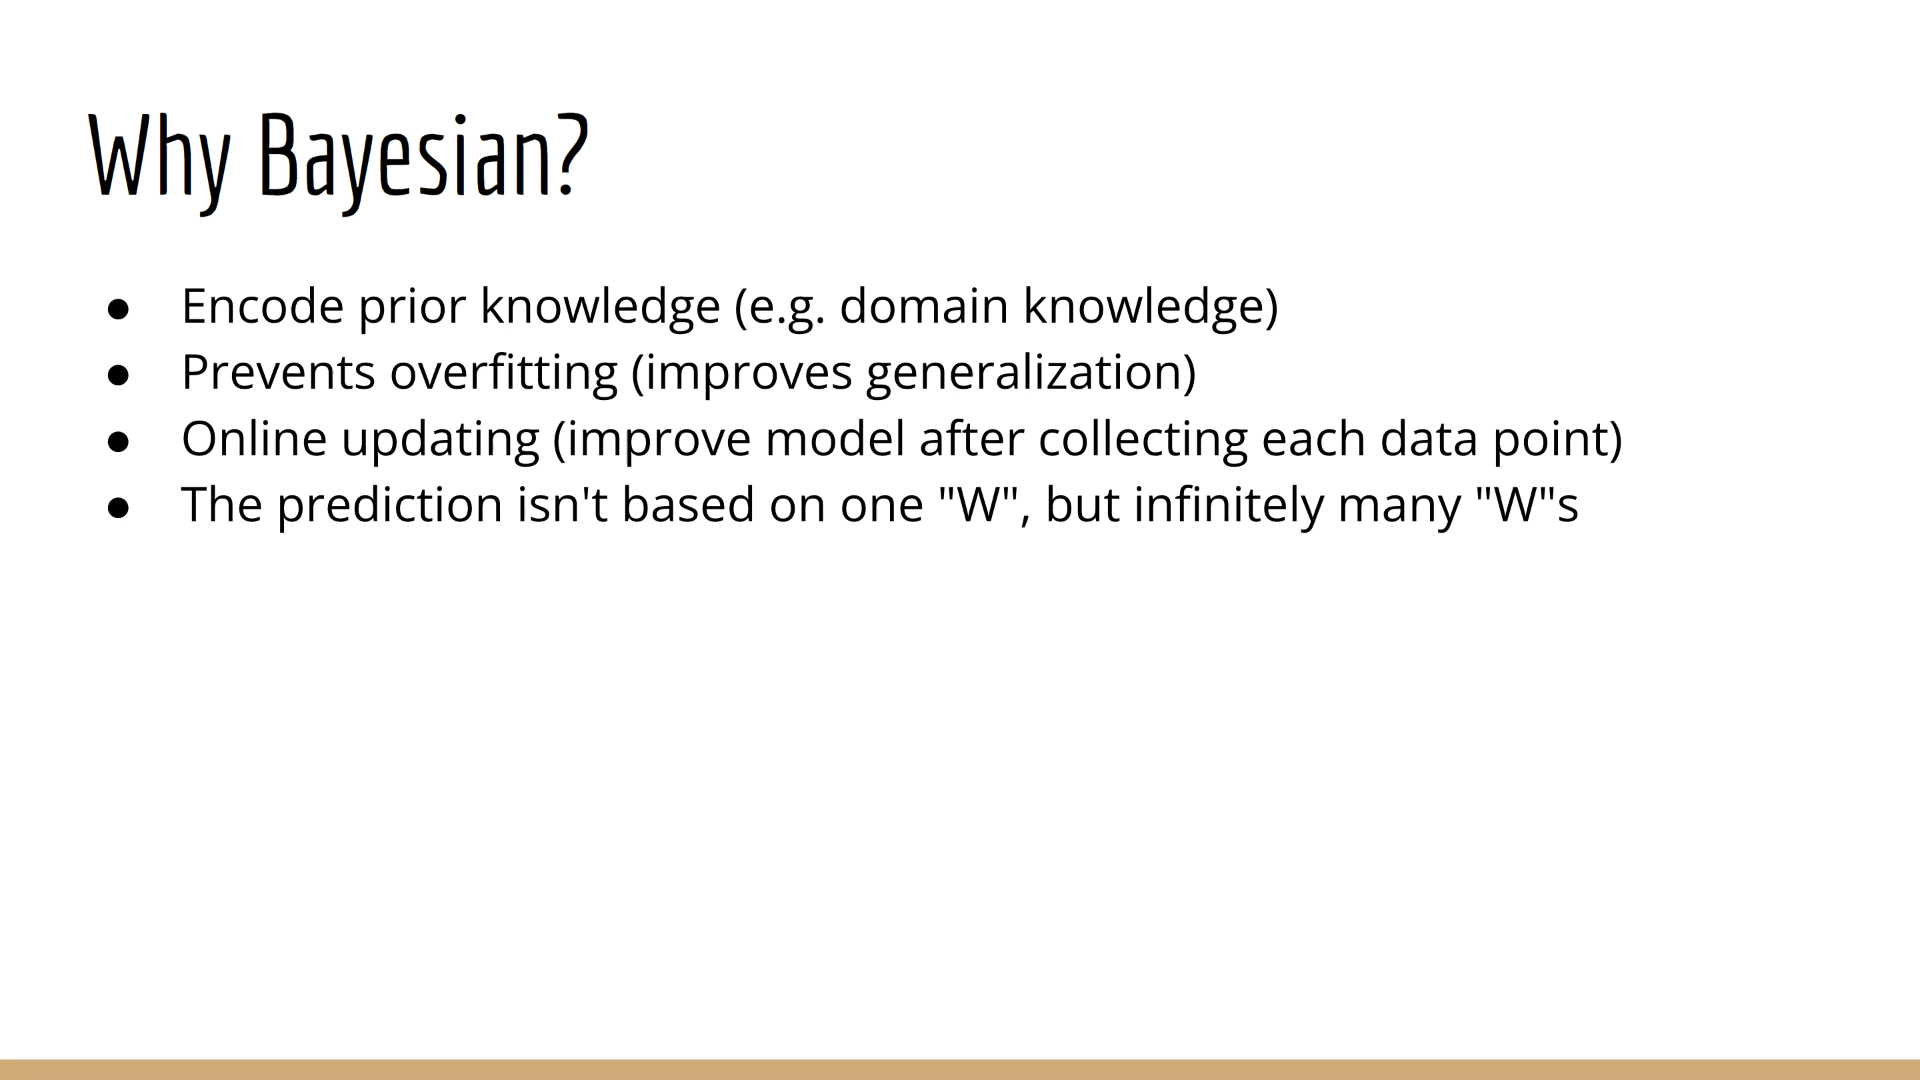 Why Bayesian?
● Encode prior knowledge (e.g. domain knowledge)
● Prevents overfitting (improves generalization)
● Online updating (improve model after collecting each data point)
● The prediction isn't based on one "W", but infinitely many "W"s